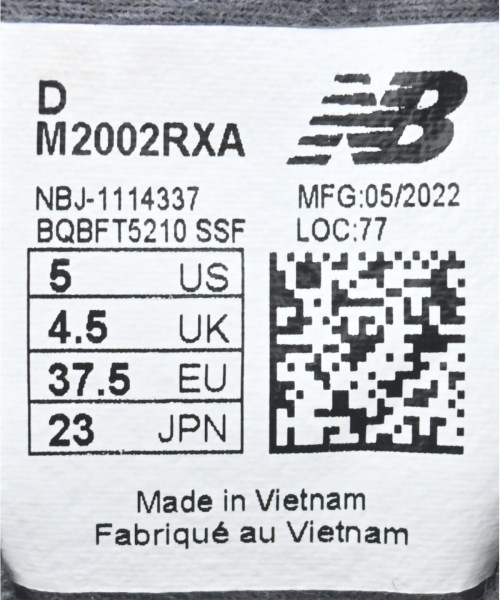 D
M2002RXA
NB
NBJ-1114337
BQBFT5210 SSF
MFG:05/2022
LOC:77
5 US
4.5 UK
37.5 EU
23 JPN
Made in Vietnam
Fabriqué au Vietnam